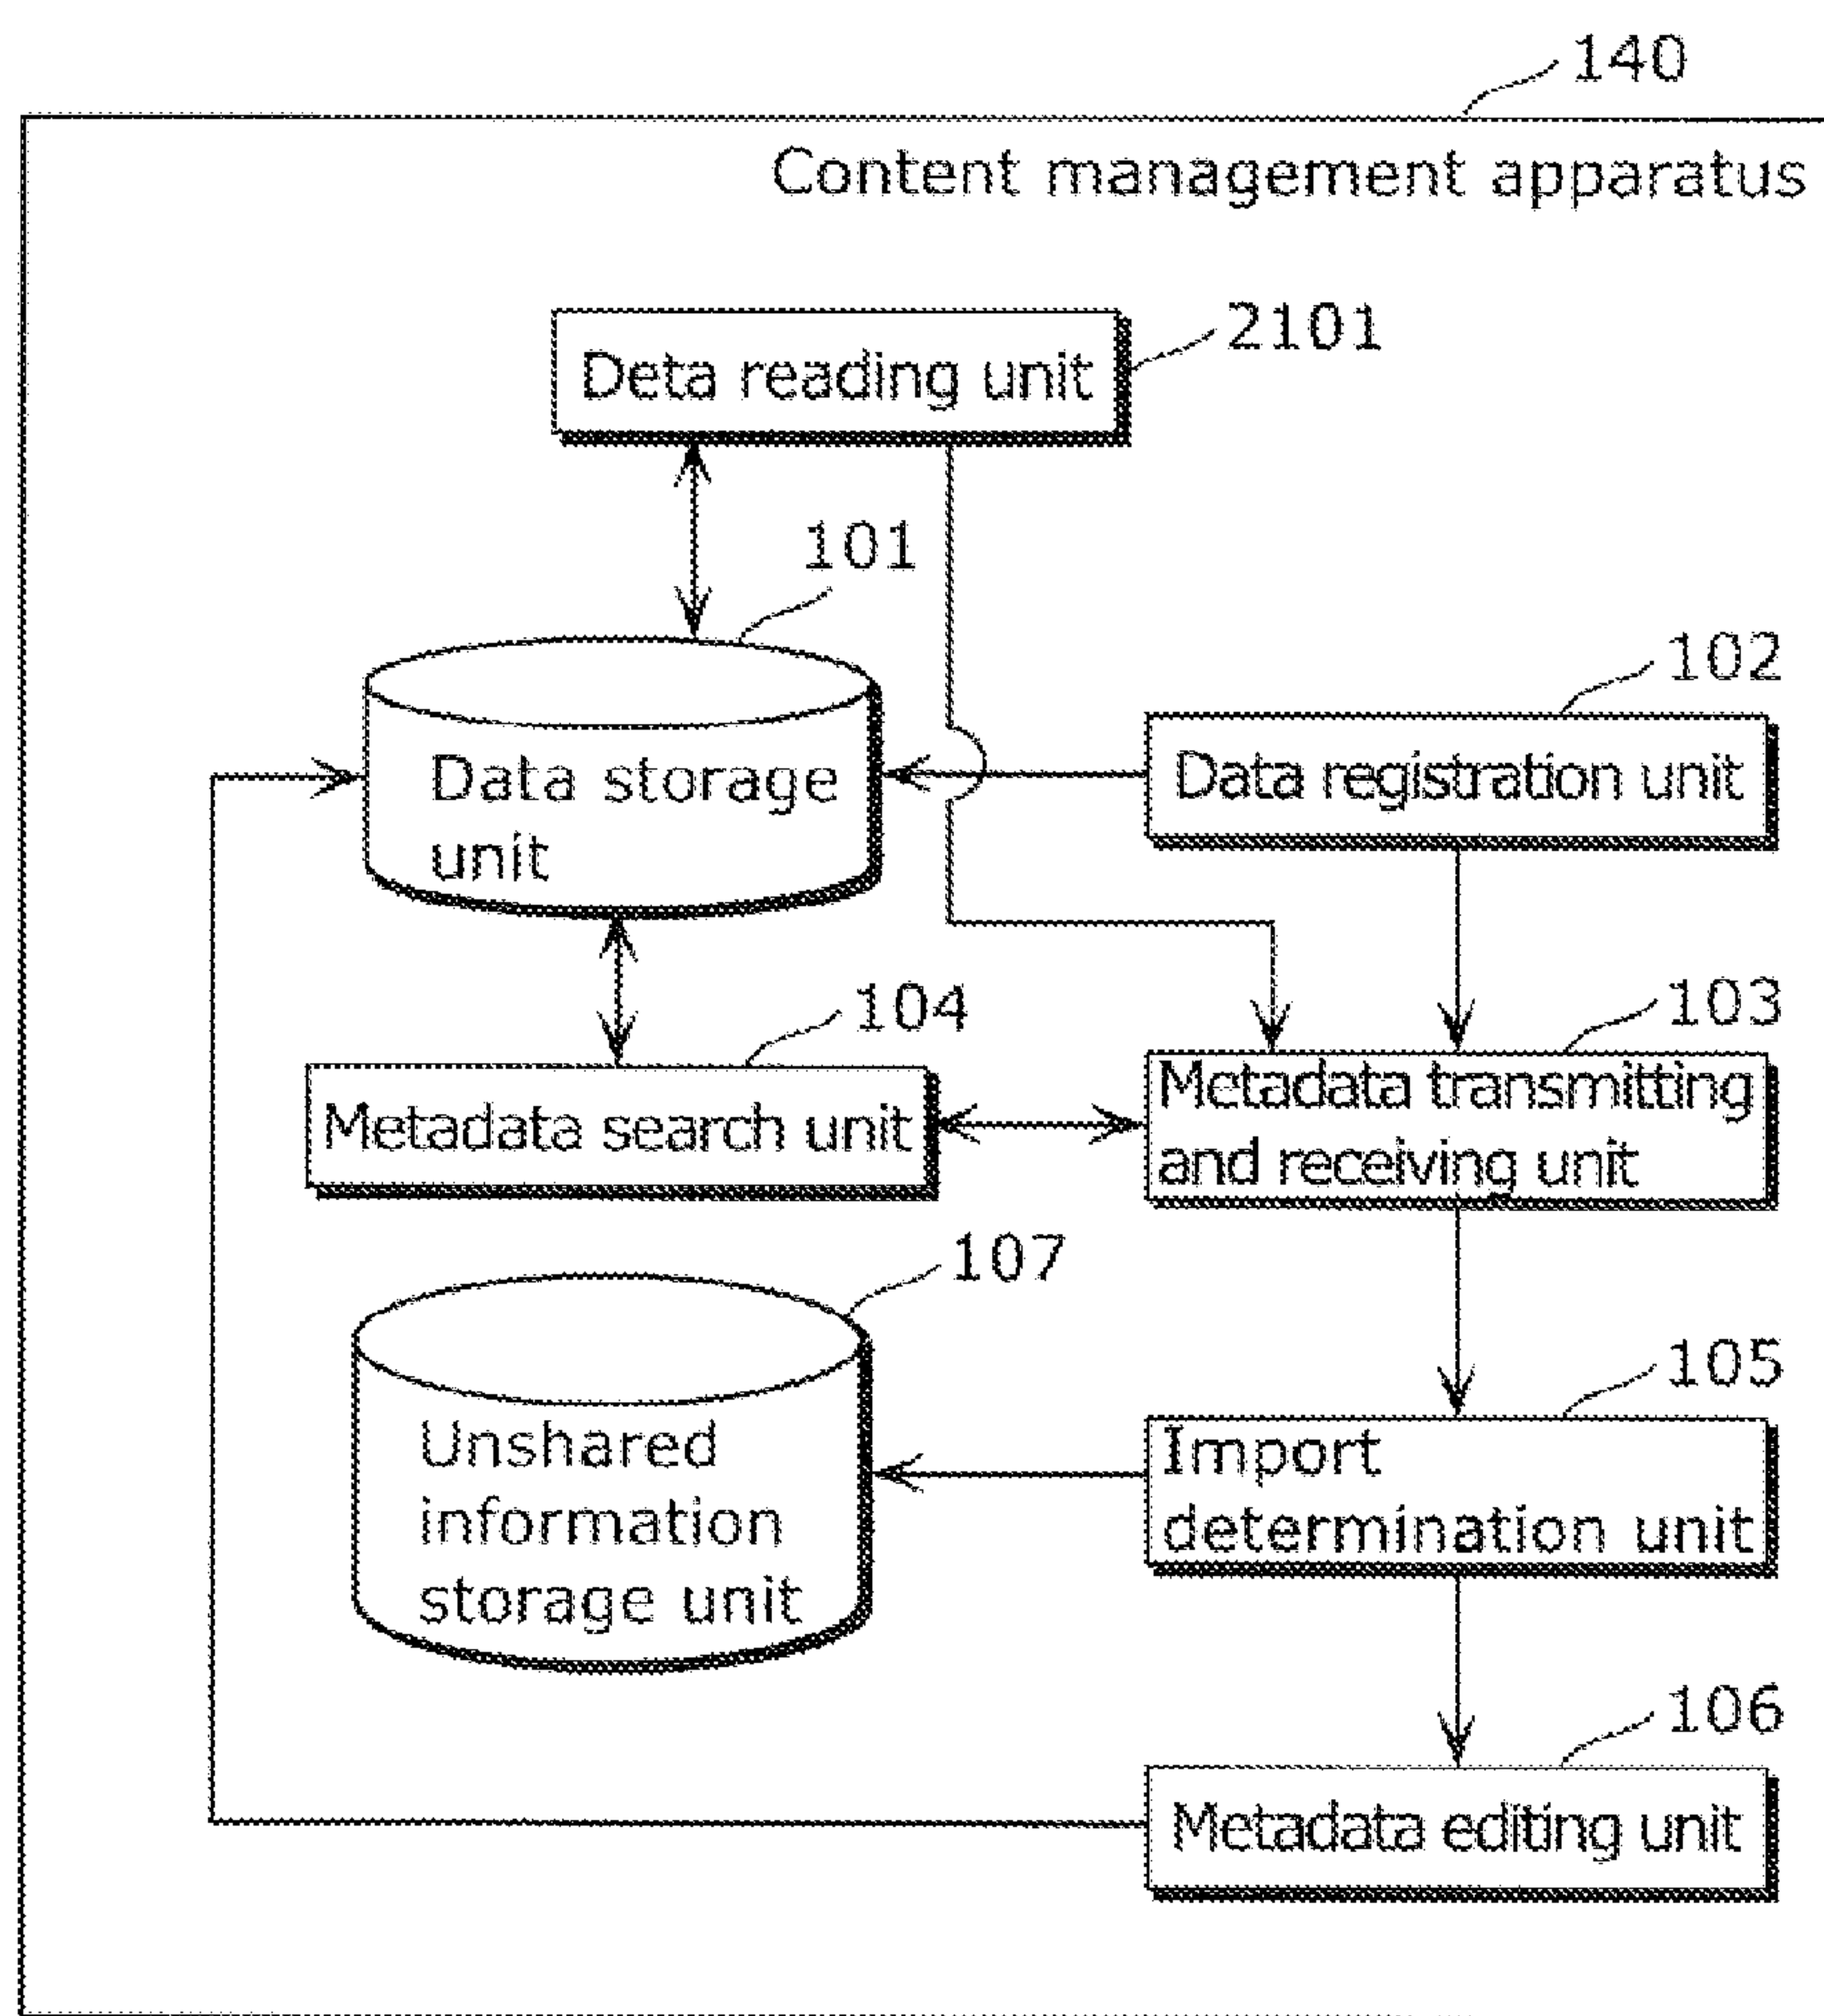 140
Content management apparatus
2101
Deta reading unit
101
102
Data storage
unit
Data registration unit
104
103
Metadata search unit
Metadata transmitting
and receiving unit
107
105
Unshared
information
storage unit
Import
determination unit
106
Metadata editing unit